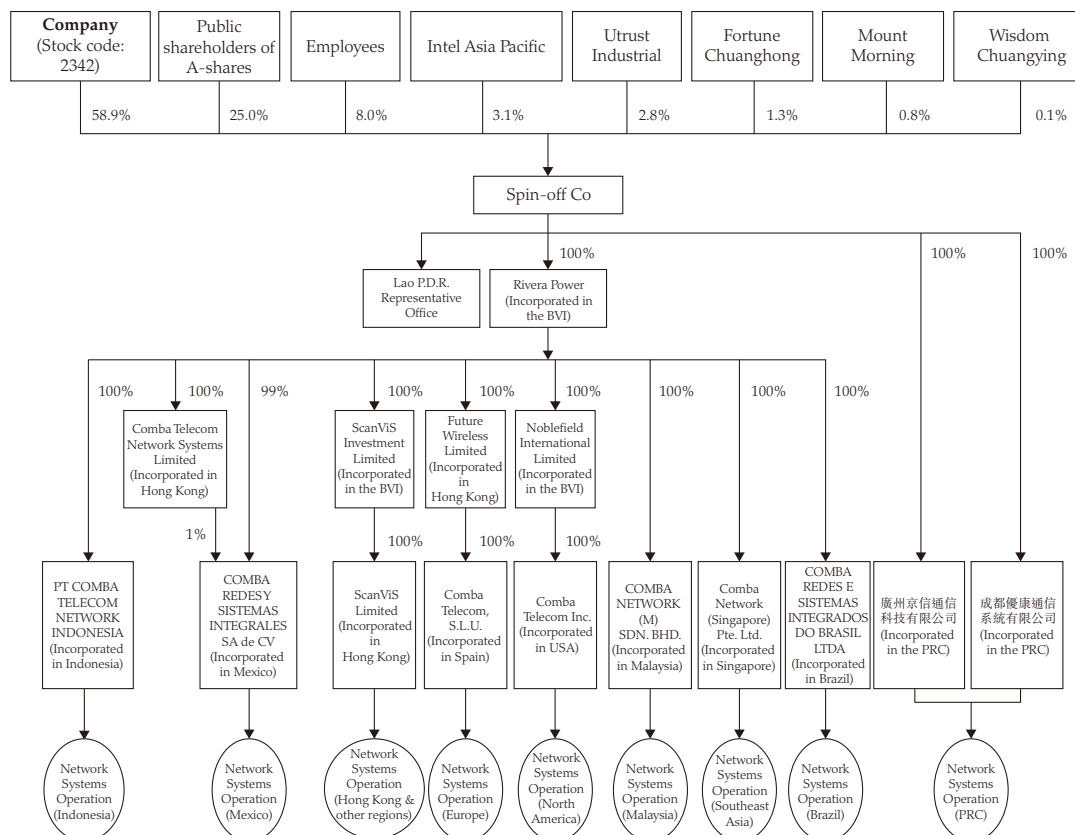 Company
(Stock code:
2342)
Public
shareholders of
A-shares
Employees
Intel Asia Pacific
Utrust
Industrial
Fortune
Chuanghong
Mount
Morning
Wisdom
Chuangying
58.9%
25.0%
8.0%
3.1%
2.8%
1.3%
0.8%
0.1%
Spin-off Co
100%
100%
100%
Lao P.D.R.
Representative
Office
Rivera Power
(Incorporated in
the BVI)
100%
100%
99%
100%
100%
100%
100%
100%
100%
Comba Telecom
Network Systems
Limited
(Incorporated in
Hong Kong)
ScanViS
Investment
Limited
(Incorporated
in the BVI)
Future
Wireless
Limited
(Incorporated
in
Hong Kong)
Noblefield
International
Limited
(Incorporated
in the BVI)
1%
100%
100%
100%
PT COMBA
TELECOM
NETWORK
INDONESIA
(Incorporated
in Indonesia)
COMBA
REDES Y
SISTEMAS
INTEGRALES
SA de CV
(Incorporated
in Mexico)
ScanViS
Limited
(Incorporated
in
Hong Kong)
Comba
Telecom,
S.L.U.
(Incorporated
in Spain)
Comba
Telecom Inc.
(Incorporated
in USA)
COMBA
NETWORK
(M)
SDN. BHD.
(Incorporated
in Malaysia)
Comba
Network
(Singapore)
Pte. Ltd.
(Incorporated
in Singapore)
COMBA
REDES E
SISTEMAS
INTEGRADOS
DO BRASIL
LTDA
(Incorporated
in Brazil)
廣州京信通信
科技有限公司
(Incorporated
in the PRC)
成都優康通信
系統有限公司
(Incorporated
in the PRC)
Network
Systems
Operation
(Indonesia)
Network
Systems
Operation
(Mexico)
Network
Systems
Operation
(Hong Kong &
other regions)
Network
Systems
Operation
(Europe)
Network
Systems
Operation
(North
America)
Network
Systems
Operation
(Malaysia)
Network
Systems
Operation
(Southeast
Asia)
Network
Systems
Operation
(Brazil)
Network
Systems
Operation
(PRC)